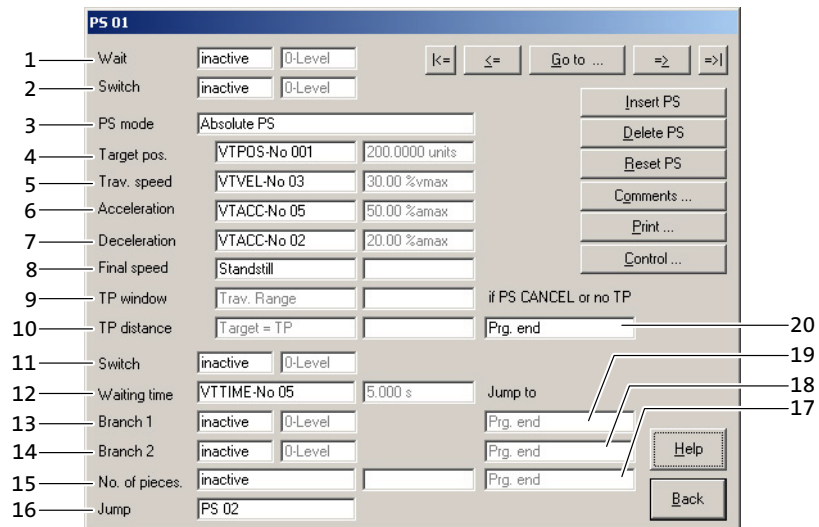 PS 01
1 Wait inactive 0-Level |<= <= Go to ... => =>|
2 Switch inactive 0-Level
Insert PS
3 PS mode Absolute PS
Delete PS
4 Target pos. VTPOS-No 001 200.0000 units
Reset PS
5 Trav. speed VTVEL-No 03 30.00 %vmax
Comments ...
6 Acceleration VTACC-No 05 50.00 %amax
Print ...
7 Deceleration VTACC-No 02 20.00 %amax
Control ...
8 Final speed Standstill
9 TP window Trav. Range if PS CANCEL or no TP
10 TP distance Target = TP Prg. end 20
11 Switch inactive 0-Level 19
12 Waiting time VTTIME-No 05 5.000 s Jump to 18
13 Branch 1 inactive 0-Level Prg. end 17
14 Branch 2 inactive 0-Level Prg. end Help
15 No. of pieces. inactive Prg. end
16 Jump PS 02 Back